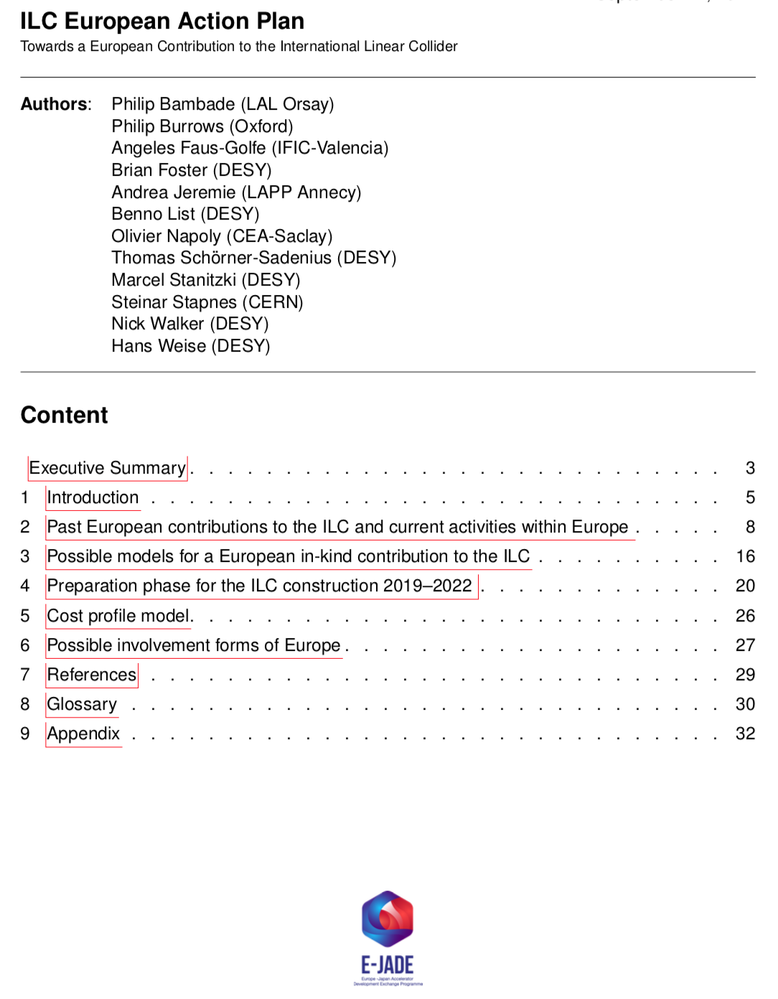 ILC European Action Plan
Towards a European Contribution to the International Linear Collider
Authors: Philip Bambade (LAL Orsay)
Philip Burrows (Oxford)
Angeles Faus-Golfe (IFIC-Valencia)
Brian Foster (DESY)
Andrea Jeremie (LAPP Annecy)
Benno List (DESY)
Olivier Napoly (CEA-Saclay)
Thomas Schörner-Sadenius (DESY)
Marcel Stanitzki (DESY)
Steinar Stapnes (CERN)
Nick Walker (DESY)
Hans Weise (DESY)
Content
Executive Summary . . . . . . . . . . . . . . . . . . . . . . . . . . . . 3
1 Introduction . . . . . . . . . . . . . . . . . . . . . . . . . . . . . . 5
2 Past European contributions to the ILC and current activities within Europe . . . . . 8
3 Possible models for a European in-kind contribution to the ILC . . . . . . . . . . 16
4 Preparation phase for the ILC construction 2019–2022 . . . . . . . . . . . . . 20
5 Cost profile model. . . . . . . . . . . . . . . . . . . . . . . . . . . . 26
6 Possible involvement forms of Europe . . . . . . . . . . . . . . . . . . . . 27
7 References . . . . . . . . . . . . . . . . . . . . . . . . . . . . . . 29
8 Glossary . . . . . . . . . . . . . . . . . . . . . . . . . . . . . . . 30
9 Appendix . . . . . . . . . . . . . . . . . . . . . . . . . . . . . . . 32
E-JADE
Europe -Japan Accelerator
Development Exchange Programme